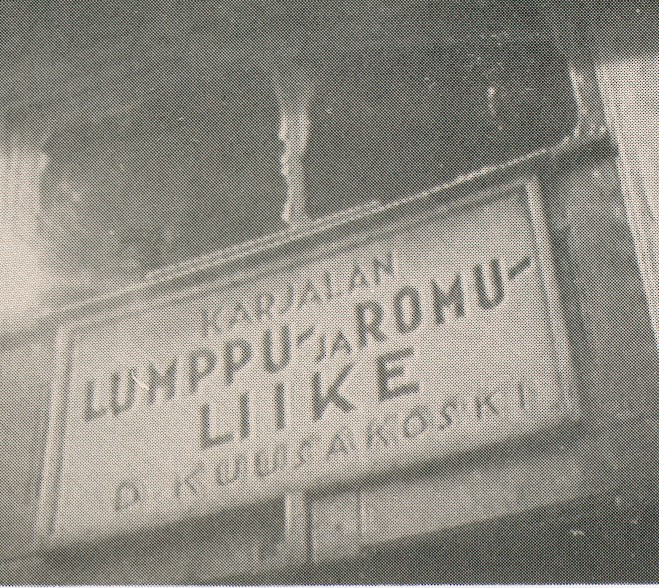 KARJALAN
LUMPPU- JA ROMU-
LIIKE
D KUUSAKOSKI